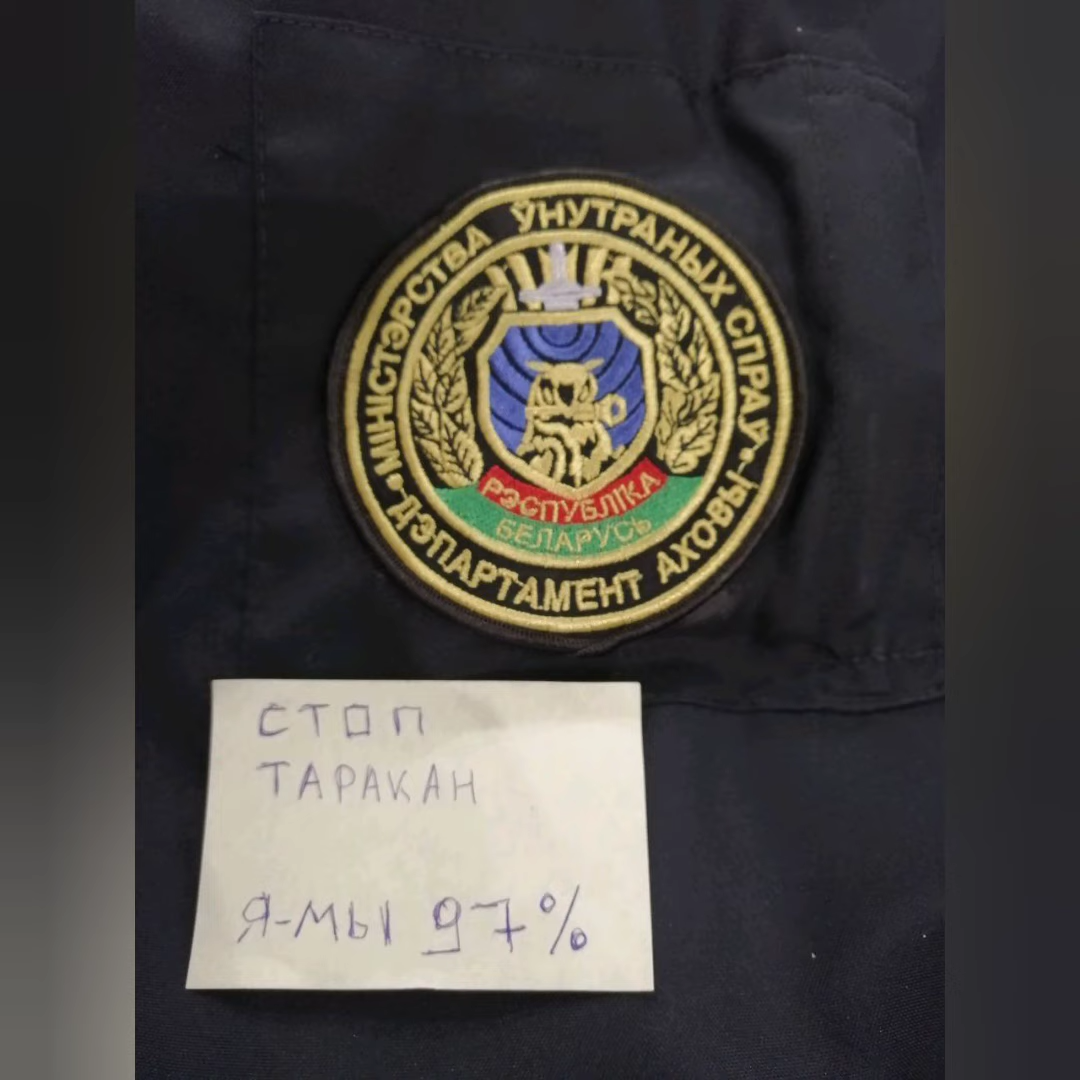 МІНІСТЭРСТВА ЎНУТРАНЫХ СПРАЎ
РЭСПУБЛІКА
БЕЛАРУСЬ
ДЭПАРТАМЕНТ АХОВЫ
СТОП
ТАРАКАН
Я-МЫ 97%